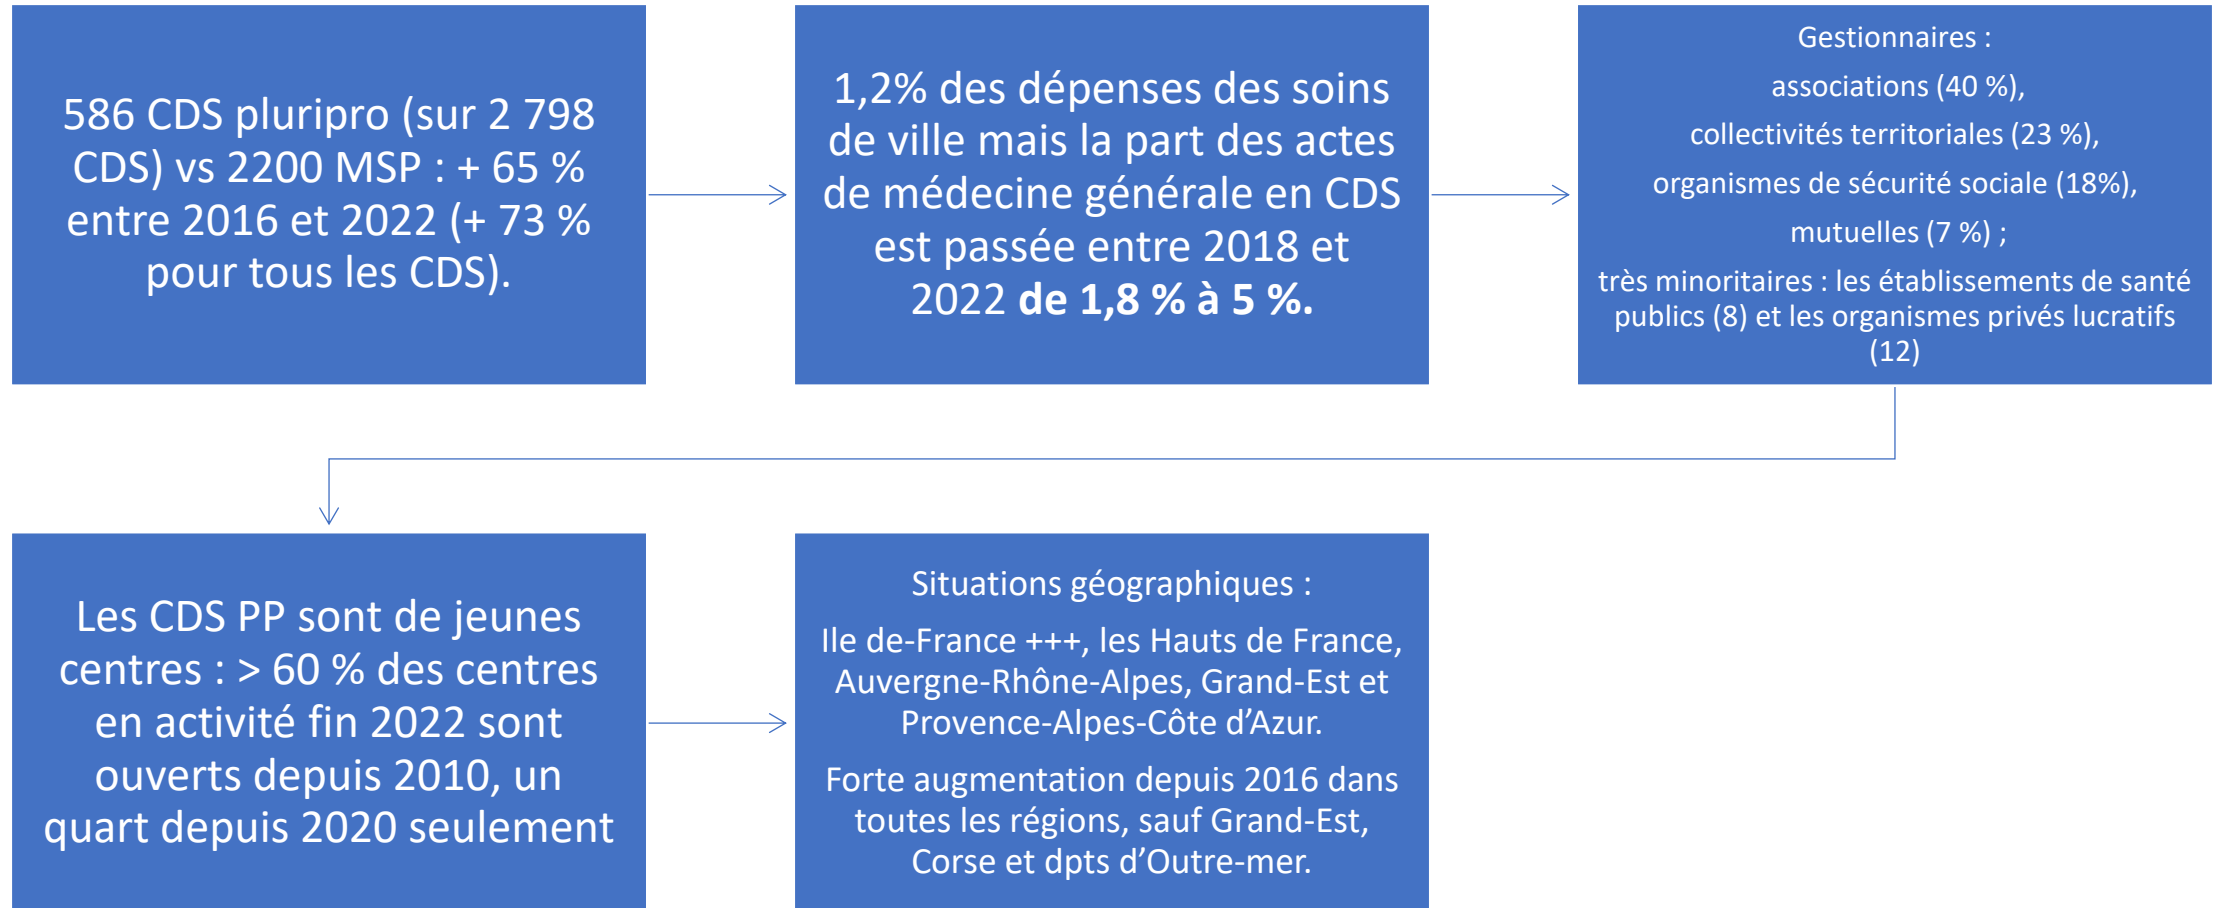 586 CDS pluripro (sur 2 798
CDS) vs 2200 MSP : + 65 %
entre 2016 et 2022 (+ 73 %
pour tous les CDS).
1,2% des dépenses des soins
de ville mais la part des actes
de médecine générale en CDS
est passée entre 2018 et
2022 de 1,8 % à 5 %.
Gestionnaires :
associations (40 %),
collectivités territoriales (23 %),
organismes de sécurité sociale (18%),
mutuelles (7 %) ;
très minoritaires : les établissements de santé
publics (8) et les organismes privés lucratifs
(12)
Les CDS PP sont de jeunes
centres : > 60 % des centres
en activité fin 2022 sont
ouverts depuis 2010, un
quart depuis 2020 seulement
Situations géographiques :
Ile de-France +++, les Hauts de France,
Auvergne-Rhône-Alpes, Grand-Est et
Provence-Alpes-Côte d’Azur.
Forte augmentation depuis 2016 dans
toutes les régions, sauf Grand-Est,
Corse et dpts d’Outre-mer.